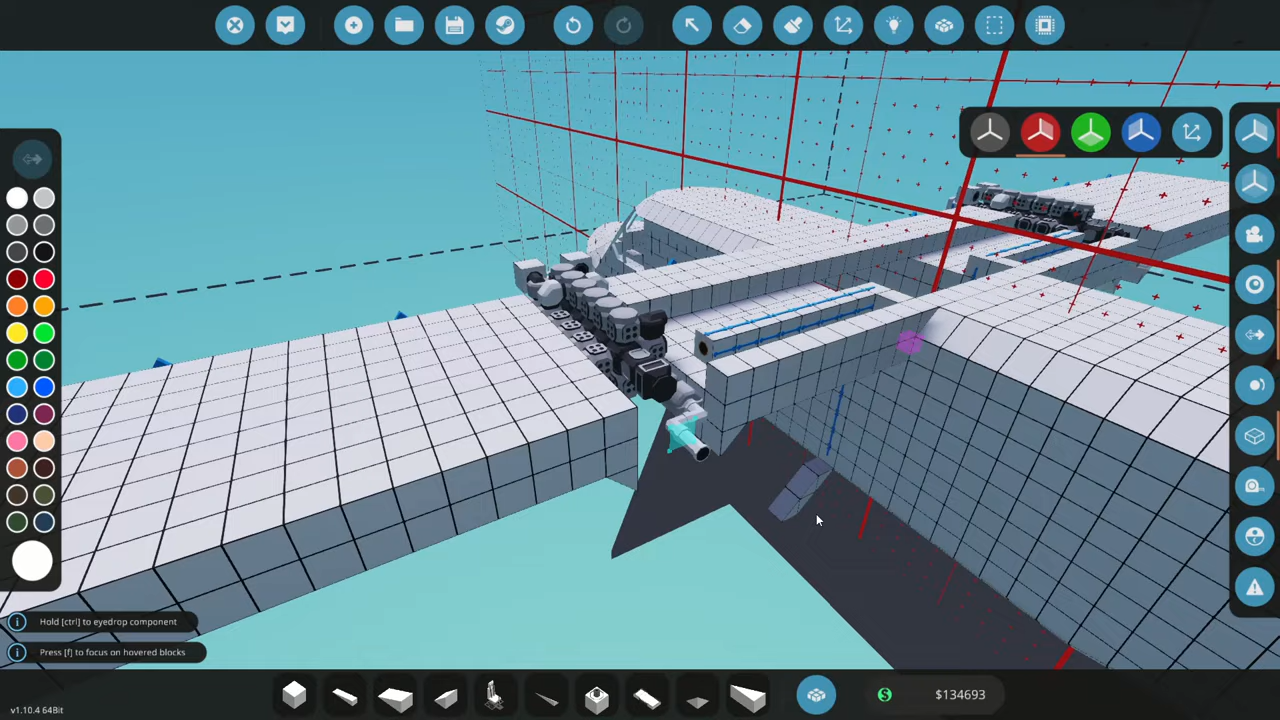 Hold [ctrl] to eyedrop component
Press [f] to focus on hovered blocks
$134693
v1.10.4 64Bit